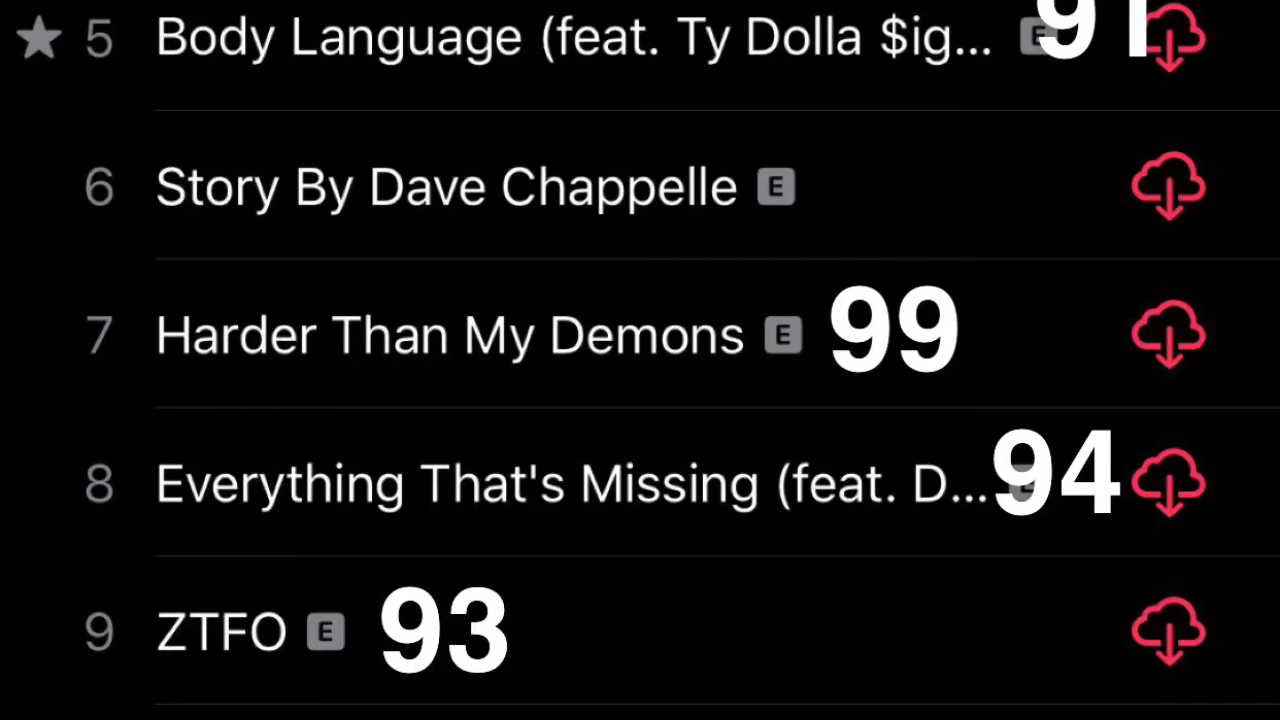 5 Body Language (feat. Ty Dolla $ig... E 91
6 Story By Dave Chappelle E
7 Harder Than My Demons E 99
8 Everything That's Missing (feat. D... 94
9 ZTFO E 93